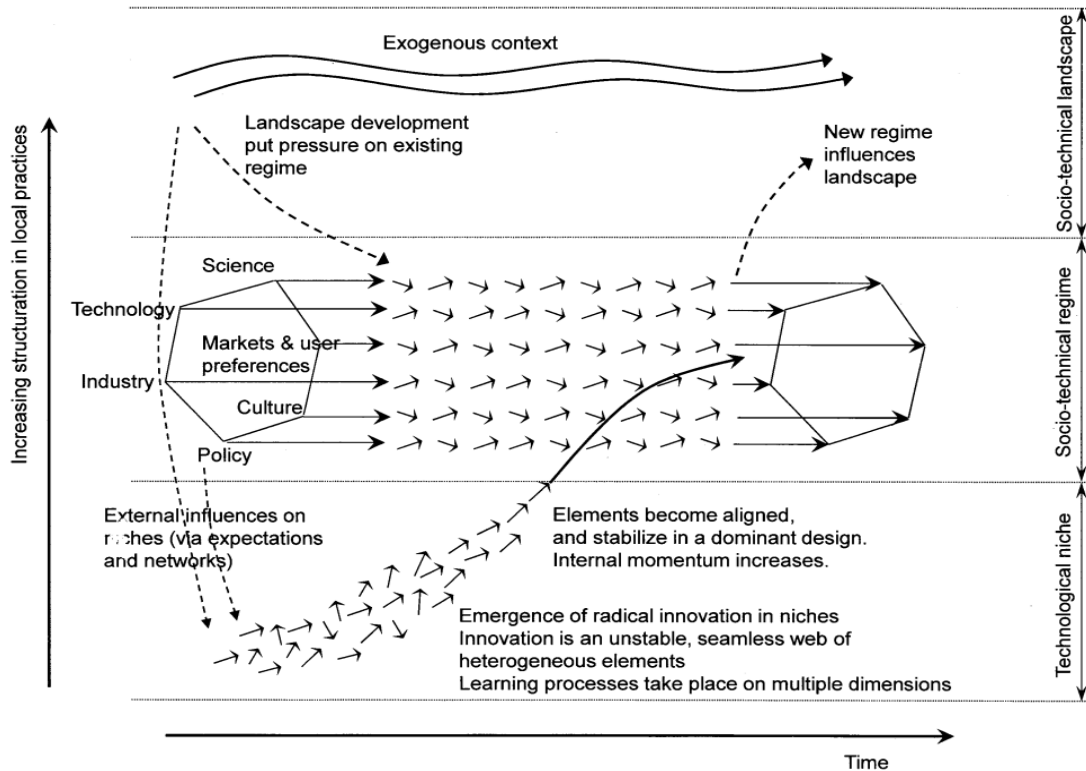 Exogenous context
Landscape development
put pressure on existing
regime
New regime
influences
landscape
Socio-technical landscape
Increasing structuration in local practices
Science
Technology
Markets & user
preferences
Industry
Culture
Policy
Socio-technical regime
External influences on
niches (via expectations
and networks)
Elements become aligned,
and stabilize in a dominant design.
Internal momentum increases.
Emergence of radical innovation in niches
Innovation is an unstable, seamless web of
heterogeneous elements
Learning processes take place on multiple dimensions
Technological niche
Time